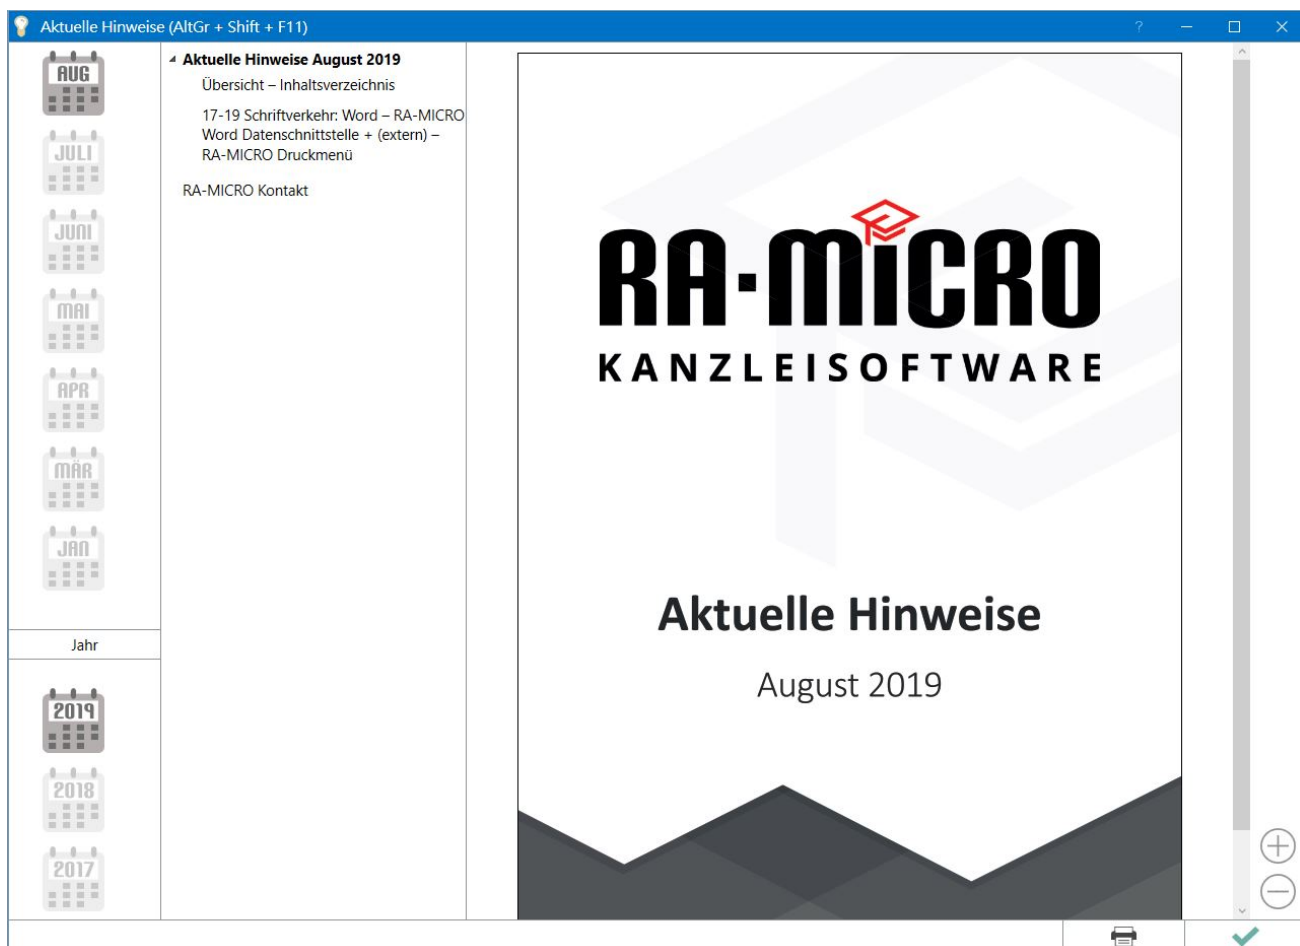 Aktuelle Hinweise (AltGr + Shift + F11)
?
AUG
JULI
JUNI
MAI
APR
MÄR
JAN
Jahr
2019
2018
2017
Aktuelle Hinweise August 2019
Übersicht – Inhaltsverzeichnis
17-19 Schriftverkehr: Word – RA-MICRO
Word Datenschnittstelle + (extern) –
RA-MICRO Druckmenü
RA-MICRO Kontakt
RA-MiCRO
KANZLEISOFTWARE
Aktuelle Hinweise
August 2019